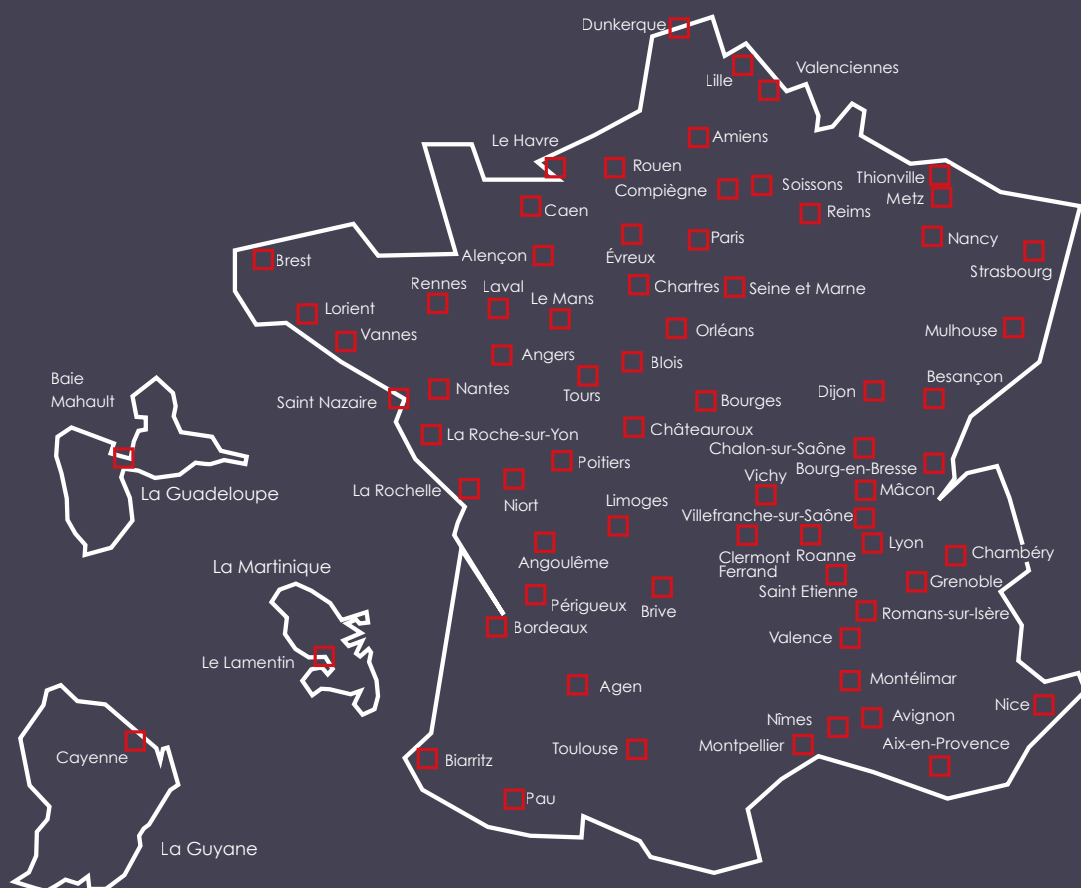 Dunkerque
Lille
Valenciennes
Amiens
Le Havre
Rouen
Compiègne
Soissons
Thionville
Metz
Caen
Reims
Paris
Nancy
Alençon
Évreux
Brest
Strasbourg
Rennes
Laval
Chartres
Seine et Marne
Le Mans
Lorient
Vannes
Orléans
Mulhouse
Angers
Blois
Besançon
Baie
Mahault
Nantes
Tours
Dijon
Saint Nazaire
Bourges
La Roche-sur-Yon
Châteauroux
Chalon-sur-Saône
Poitiers
Bourg-en-Bresse
Vichy
La Guadeloupe
La Rochelle
Mâcon
Niort
Limoges
Villefranche-sur-Saône
Lyon
Chambéry
Angoulême
Clermont
Ferrand
Roanne
La Martinique
Grenoble
Saint Etienne
Périgueux
Brive
Romans-sur-Isère
Bordeaux
Valence
Le Lamentin
Agen
Montélimar
Nice
Nîmes
Avignon
Toulouse
Montpellier
Aix-en-Provence
Cayenne
Biarritz
Pau
La Guyane